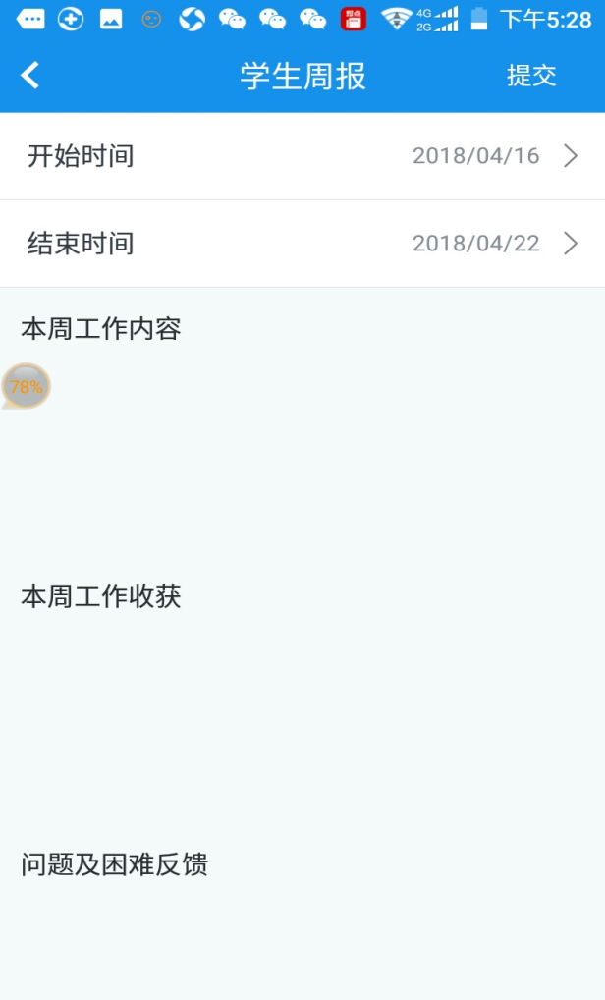 4G
2G
下午5:28
学生周报
提交
开始时间
2018/04/16
结束时间
2018/04/22
本周工作内容
78%
本周工作收获
问题及困难反馈